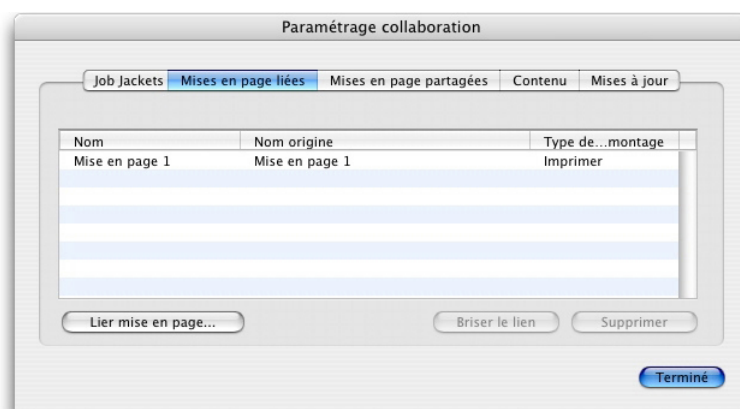 Paramétrage collaboration
Job Jackets Mises en page liées Mises en page partagées Contenu Mises à jour
Nom Nom origine Type de...montage
Mise en page 1 Mise en page 1 Imprimer
Lier mise en page... Briser le lien Supprimer
Terminé